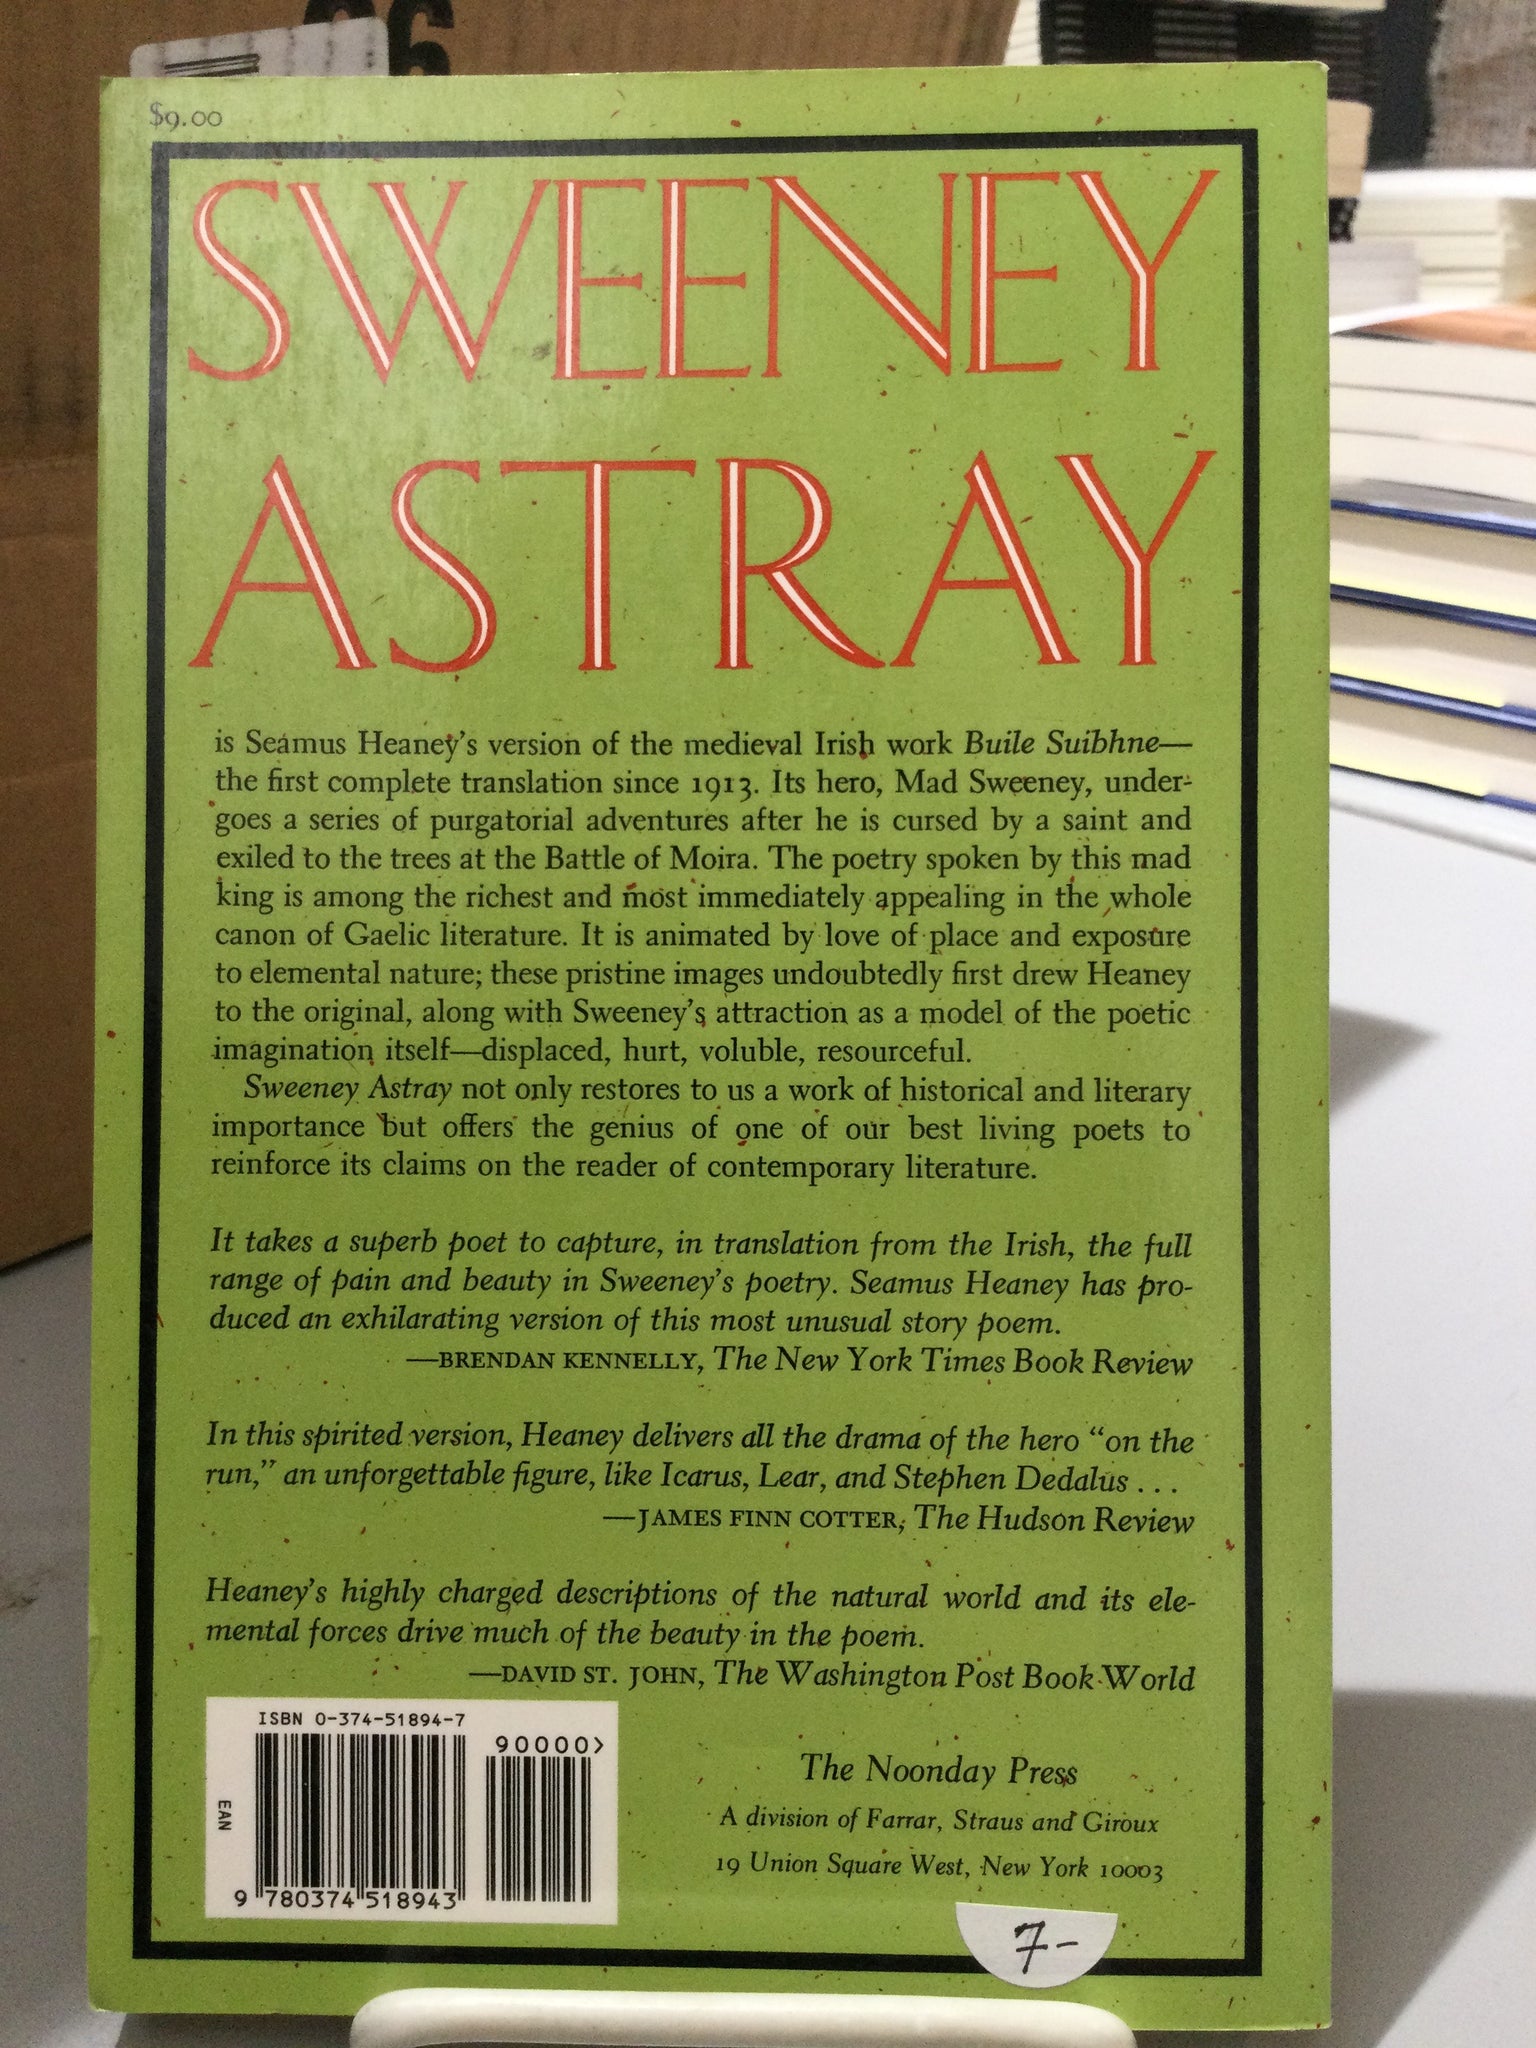 96
$9.00
SWEENEY
ASTRAY
is Seamus Heaney's version of the medieval Irish work Buile Suibhne—
the first complete translation since 1913. Its hero, Mad Sweeney, under-
goes a series of purgatorial adventures after he is cursed by a saint and
exiled to the trees at the Battle of Moira. The poetry spoken by this mad
king is among the richest and most immediately appealing in the whole
canon of Gaelic literature. It is animated by love of place and exposure
to elemental nature; these pristine images undoubtedly first drew Heaney
to the original, along with Sweeney's attraction as a model of the poetic
imagination itself—displaced, hurt, voluble, resourceful.
Sweeney Astray not only restores to us a work of historical and literary
importance but offers the genius of one of our best living poets to
reinforce its claims on the reader of contemporary literature.
It takes a superb poet to capture, in translation from the Irish, the full
range of pain and beauty in Sweeney's poetry. Seamus Heaney has pro-
duced an exhilarating version of this most unusual story poem.
—BRENDAN KENNELLY, The New York Times Book Review
In this spirited version, Heaney delivers all the drama of the hero “on the
run,” an unforgettable figure, like Icarus, Lear, and Stephen Dedalus . . .
—JAMES FINN COTTER, The Hudson Review
Heaney's highly charged descriptions of the natural world and its ele-
mental forces drive much of the beauty in the poem.
—DAVID ST. JOHN, The Washington Post Book World
ISBN 0-374-51894-7
90000>
EAN
9 780374 518943
The Noonday Press
A division of Farrar, Straus and Giroux
19 Union Square West, New York 10003
7-